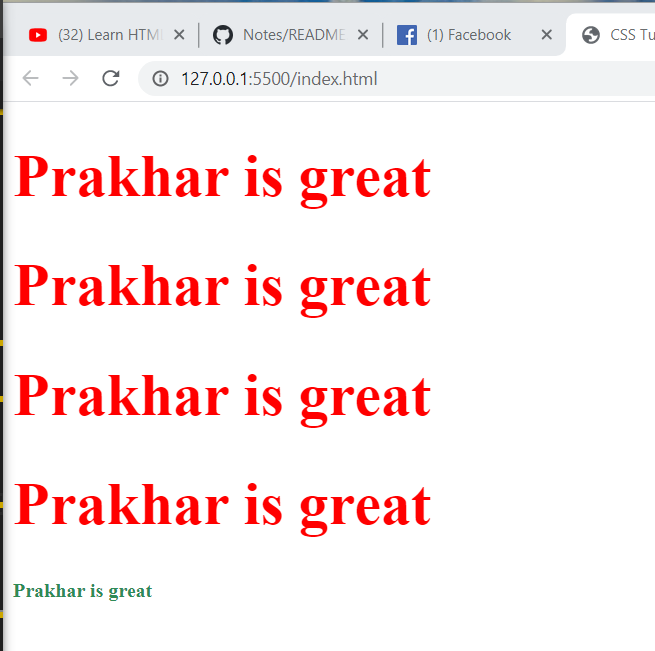 (32) Learn HTM
Notes/README
(1) Facebook
CSS Tu
127.0.0.1:5500/index.html
Prakhar is great
Prakhar is great
Prakhar is great
Prakhar is great
Prakhar is great